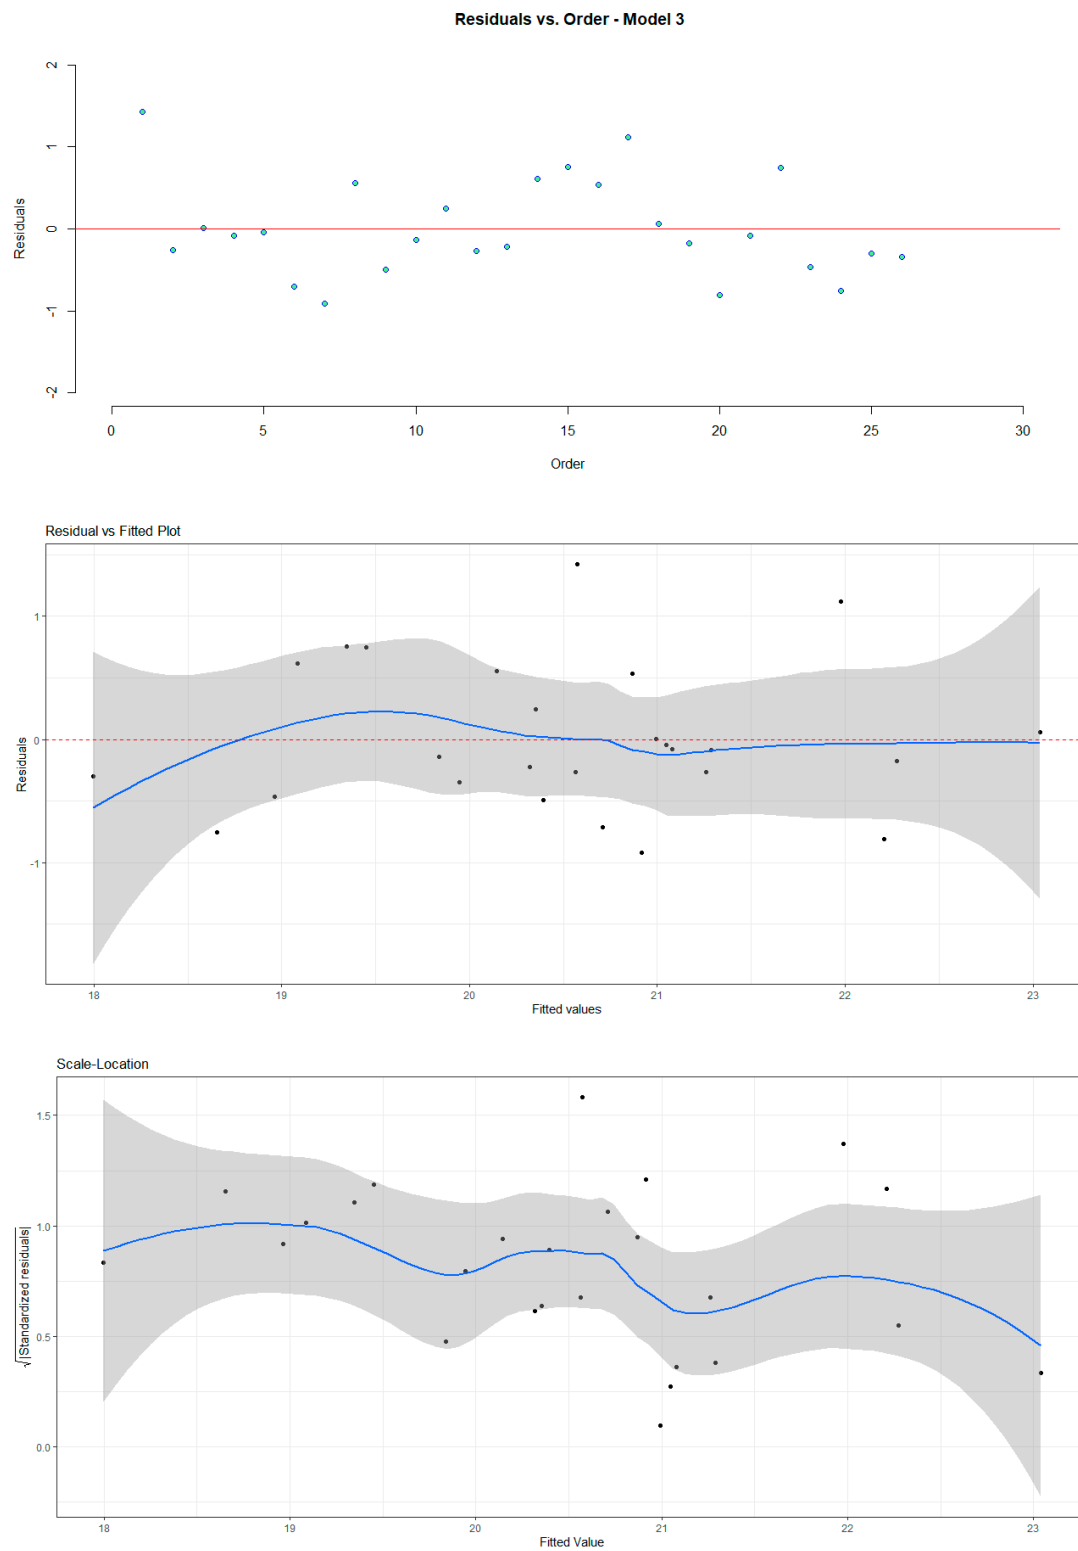 Residuals vs. Order - Model 3
2
1
0
-1
-2
Residuals
0 5 10 15 20 25 30
Order
Residual vs Fitted Plot
1
0
-1
Residuals
18 19 20 21 22 23
Fitted values
Scale-Location
1.5
1.0
0.5
0.0
√|Standardized residuals|
18 19 20 21 22 23
Fitted Value